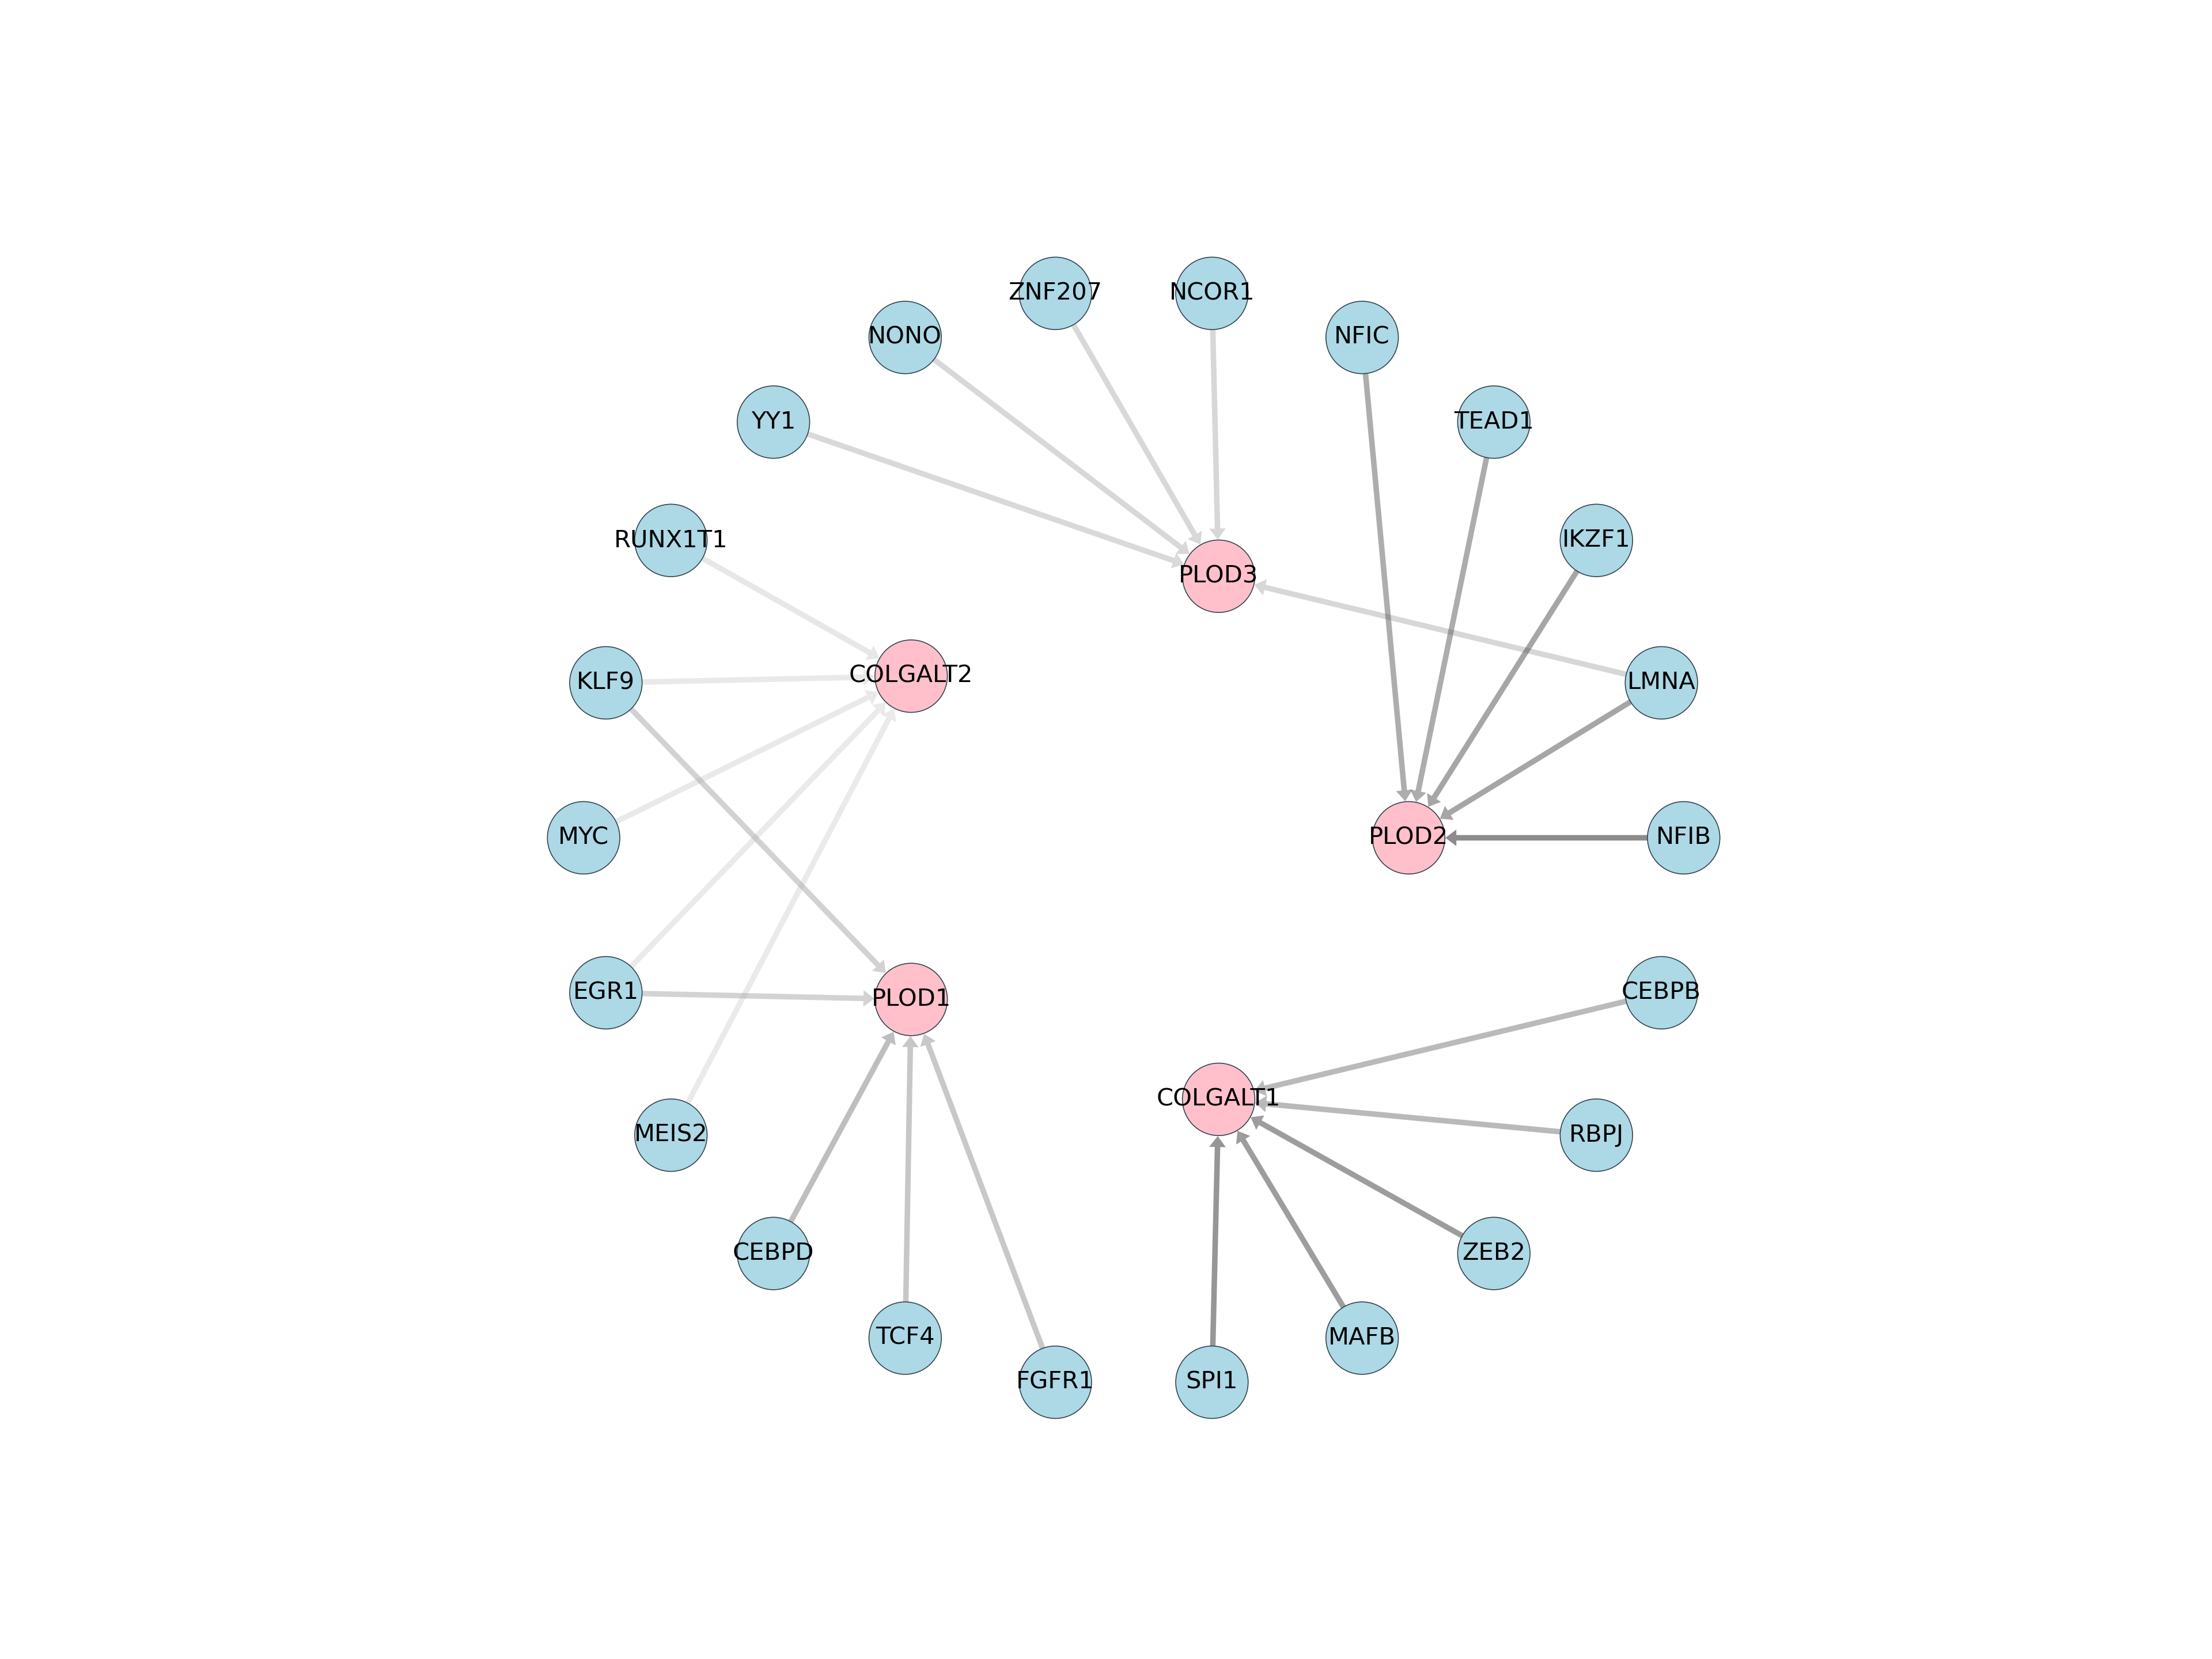 ZNF207
NCOR1
NONO
NFIC
YY1
TEAD1
RUNX1T1
IKZF1
PLOD3
COLGALT2
KLF9
LMNA
MYC
PLOD2
NFIB
EGR1
PLOD1
CEBPB
COLGALT1
MEIS2
RBPJ
CEBPD
ZEB2
TCF4
MAFB
FGFR1
SPI1